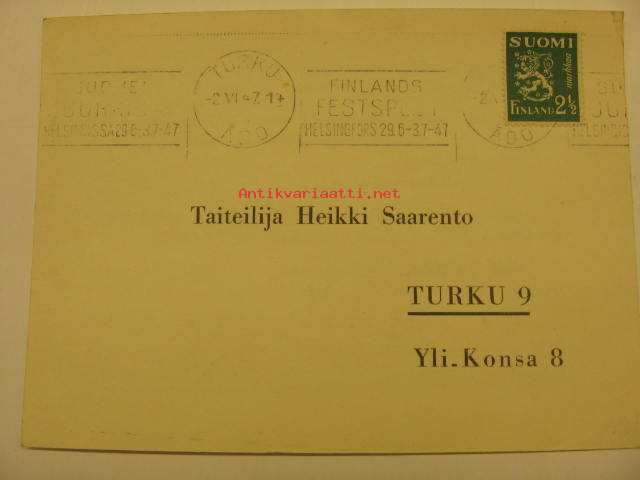 SUOMI
markkaa
FINLAND 2½
TURKU
-2.VI.47.17
ÅBO
FINLANDS
FESTSPEL
HELSINGFORS 29.6-3.7-47
HELSINGISSÄ 29.6-3.7-47
Antikvariaatti.net
Taiteilija Heikki Saarento
TURKU 9
Yli-Konsa 8